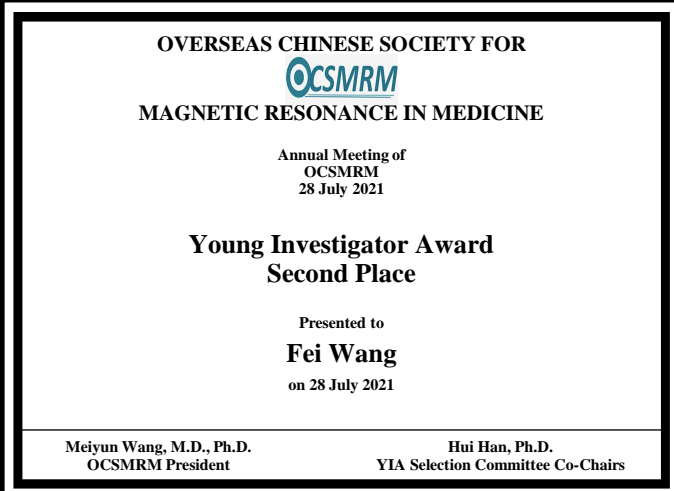 OVERSEAS CHINESE SOCIETY FOR
OCSMRM
MAGNETIC RESONANCE IN MEDICINE
Annual Meeting of
OCSMRM
28 July 2021
Young Investigator Award
Second Place
Presented to
Fei Wang
on 28 July 2021
Meiyun Wang, M.D., Ph.D.
OCSMRM President
Hui Han, Ph.D.
YIA Selection Committee Co-Chairs